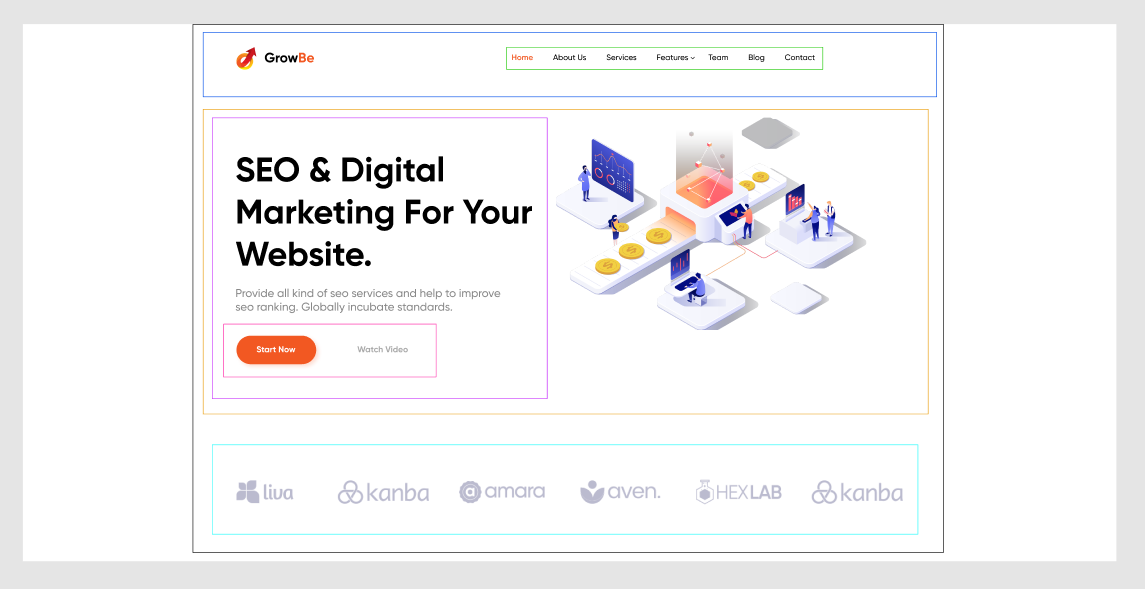 GrowBe
Home About Us Services Features Team Blog Contact
SEO & Digital
Marketing For Your
Website.
Provide all kind of seo services and help to improve
seo ranking. Globally incubate standards.
Start Now Watch Video
liva kanba amara aven. HEXLAB kanba